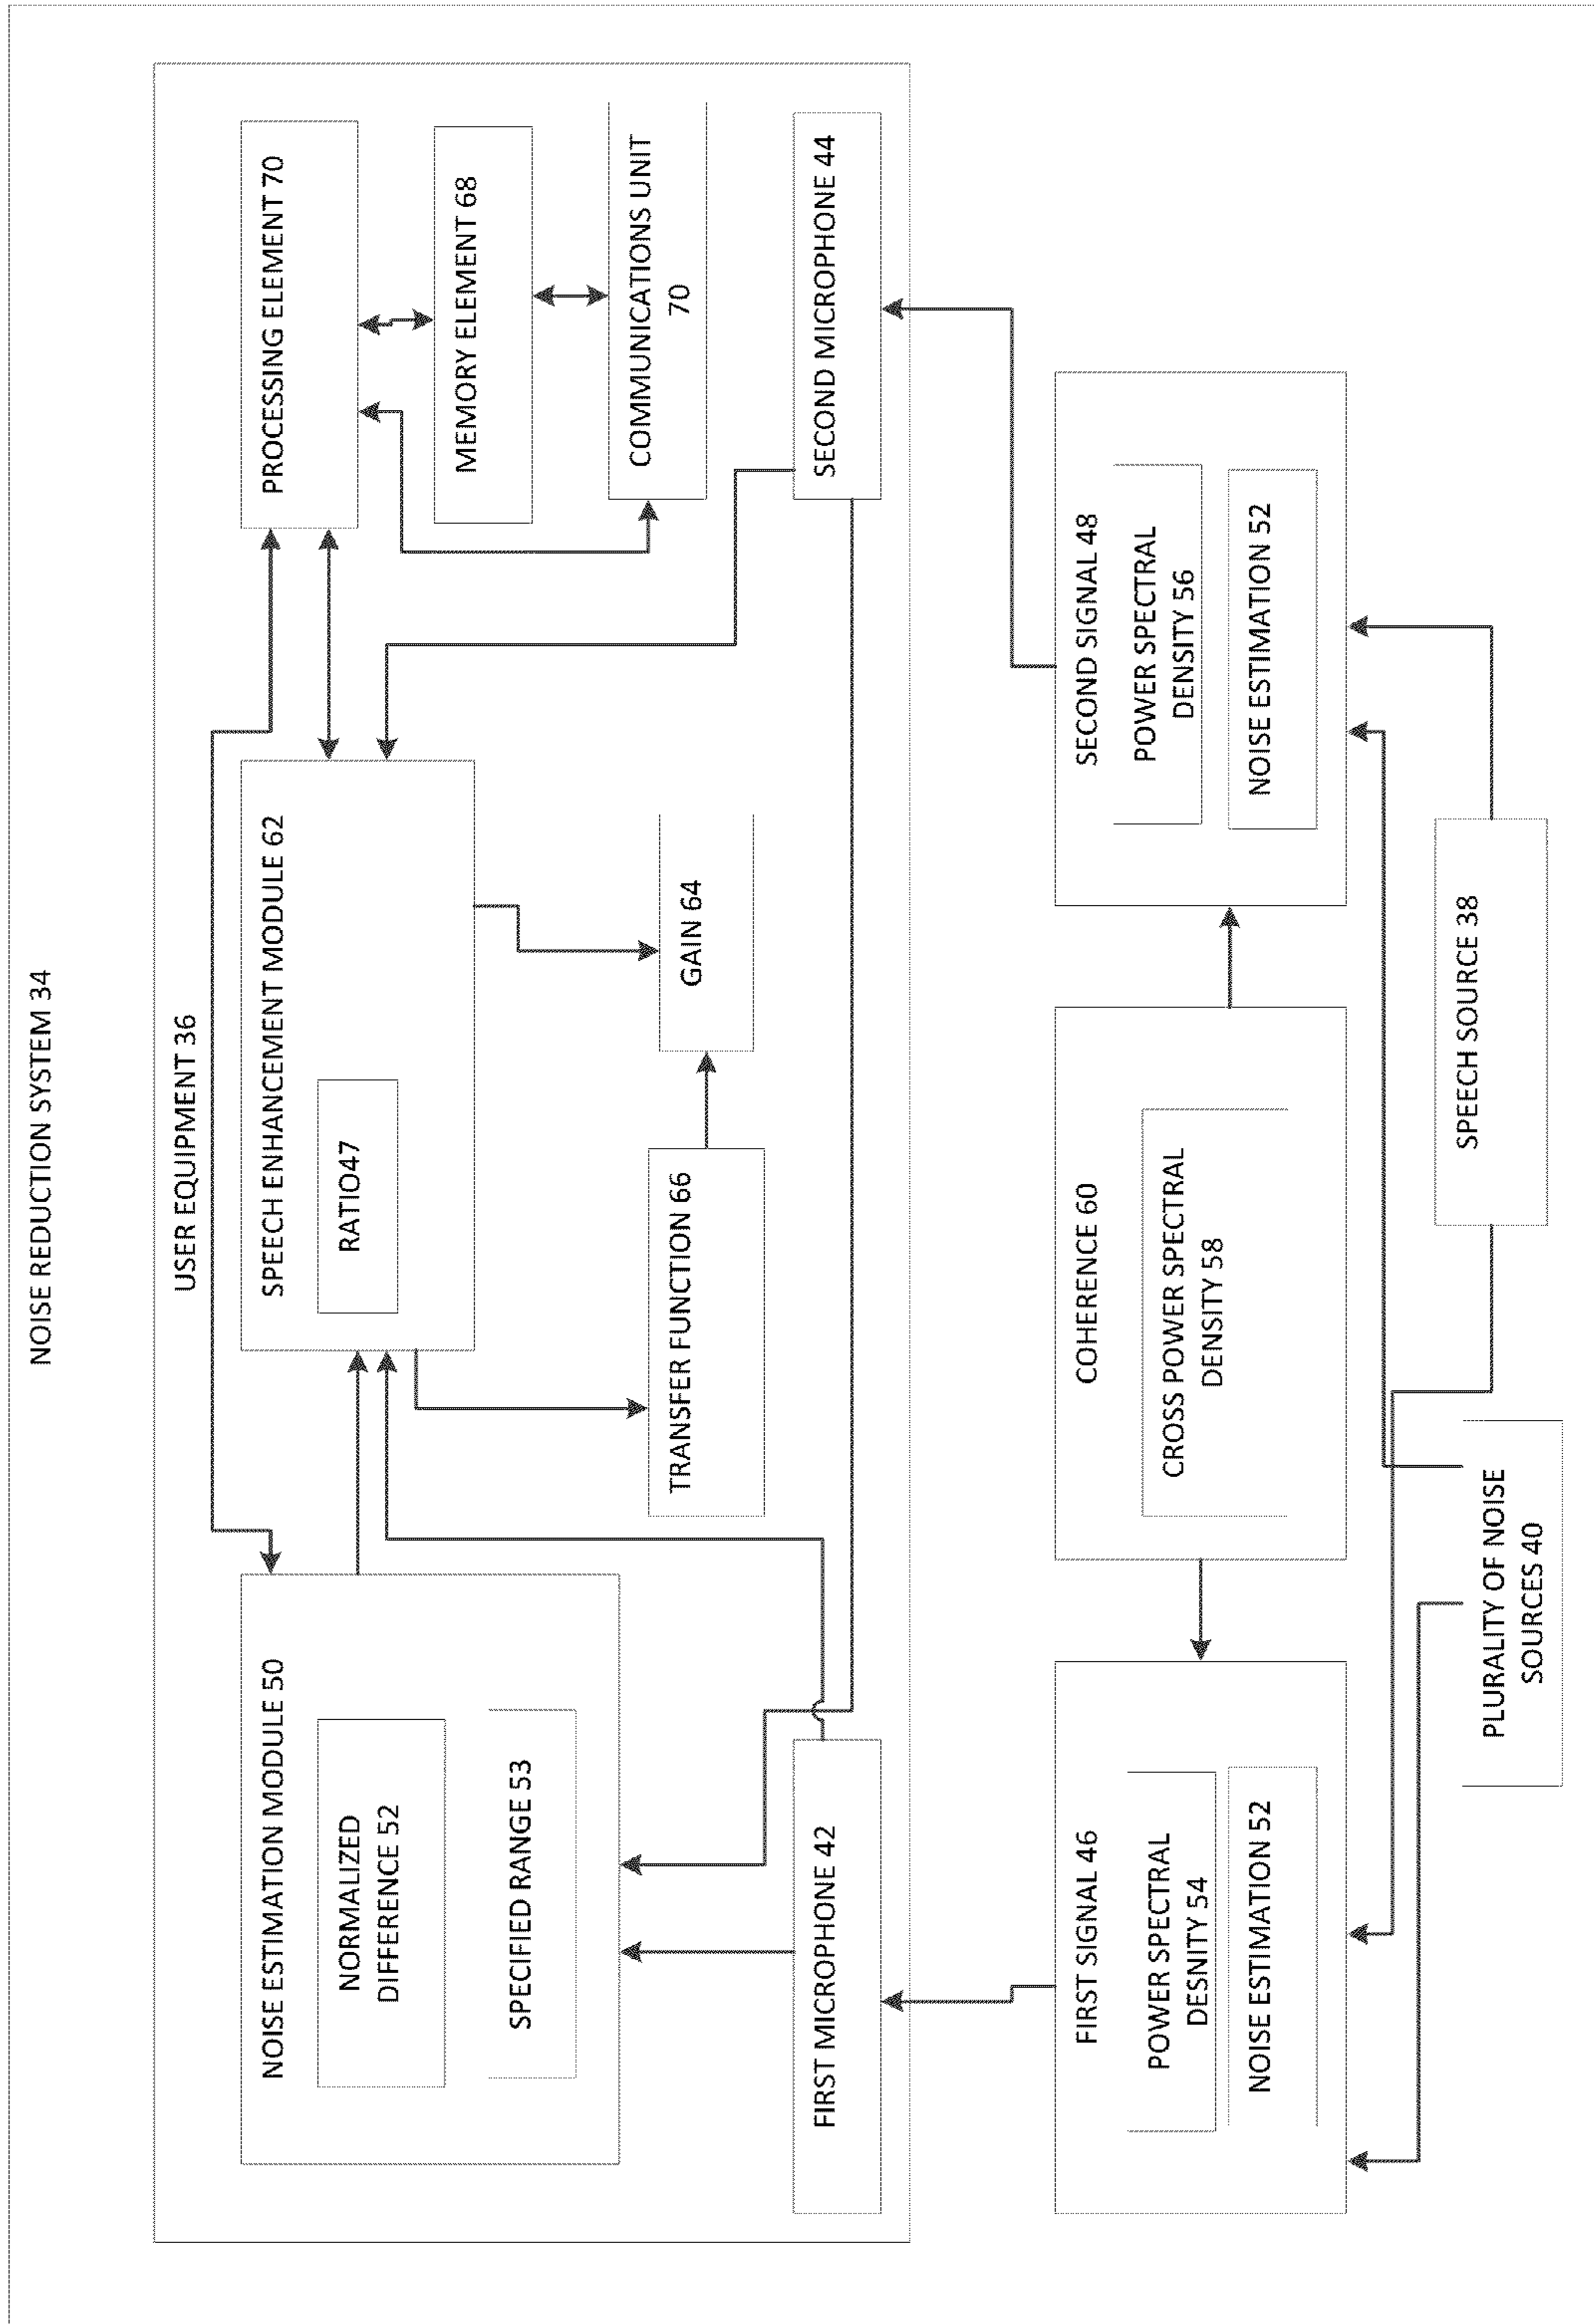 NOISE REDUCTION SYSTEM 34
USER EQUIPMENT 36
NOISE ESTIMATION MODULE 50
NORMALIZED
DIFFERENCE 52
SPECIFIED RANGE 53
SPEECH ENHANCEMENT MODULE 62
RATIO47
TRANSFER FUNCTION 66
GAIN 64
PROCESSING ELEMENT 70
MEMORY ELEMENT 68
COMMUNICATIONS UNIT
70
FIRST MICROPHONE 42
SECOND MICROPHONE 44
FIRST SIGNAL 46
POWER SPECTRAL
DESNITY 54
NOISE ESTIMATION 52
COHERENCE 60
CROSS POWER SPECTRAL
DENSITY 58
SECOND SIGNAL 48
POWER SPECTRAL
DENSITY 56
NOISE ESTIMATION 52
PLURALITY OF NOISE
SOURCES 40
SPEECH SOURCE 38